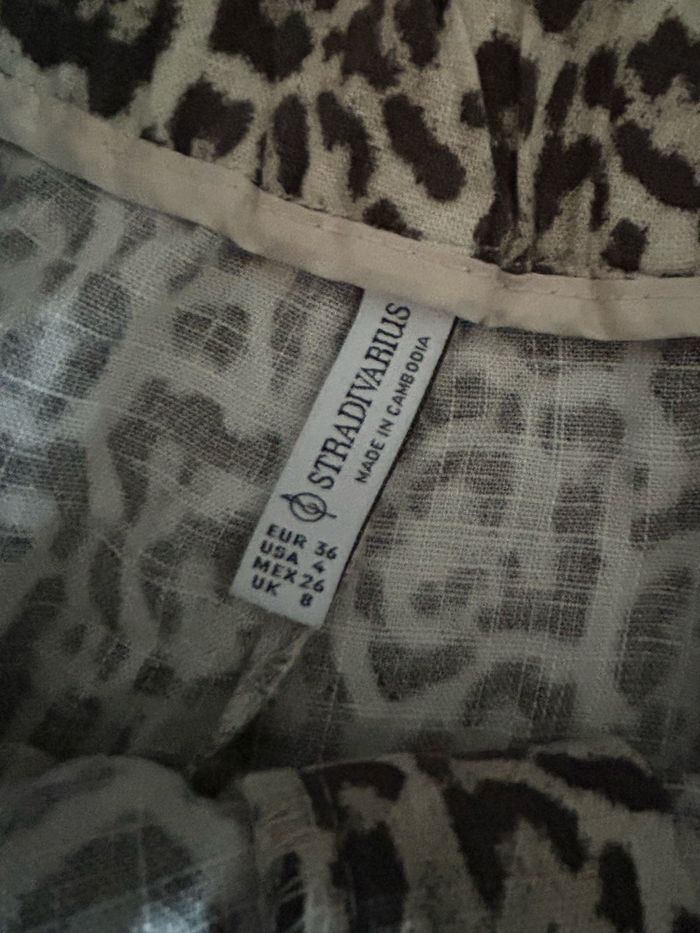 STRADIVARIUS
MADE IN CAMBODIA
EUR 36
USA 4
MEX 26
UK 8